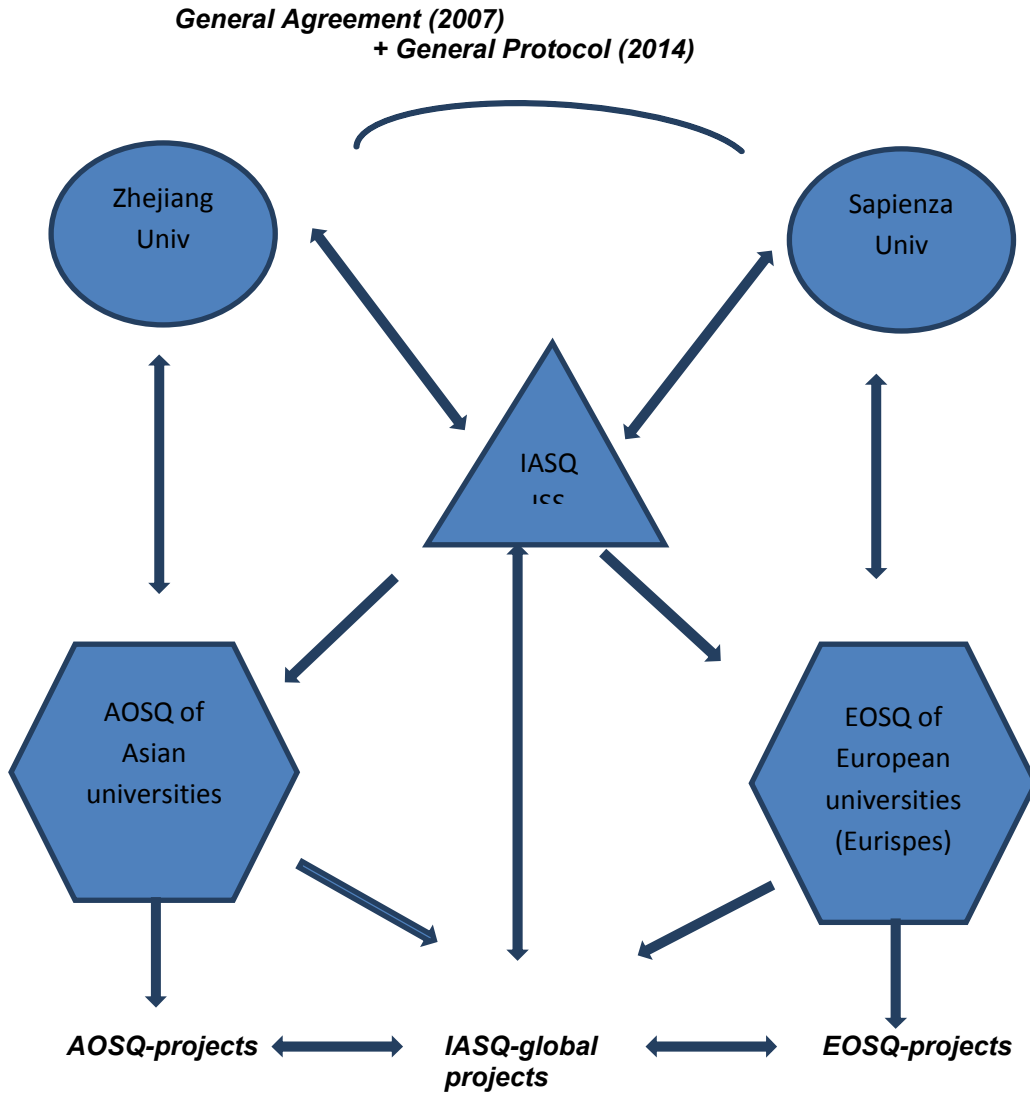 General Agreement (2007)
+ General Protocol (2014)
Zhejiang
Univ
Sapienza
Univ
IASQ
ISS
AOSQ of
Asian
universities
EOSQ of
European
universities
(Eurispes)
AOSQ-projects
IASQ-global
projects
EOSQ-projects